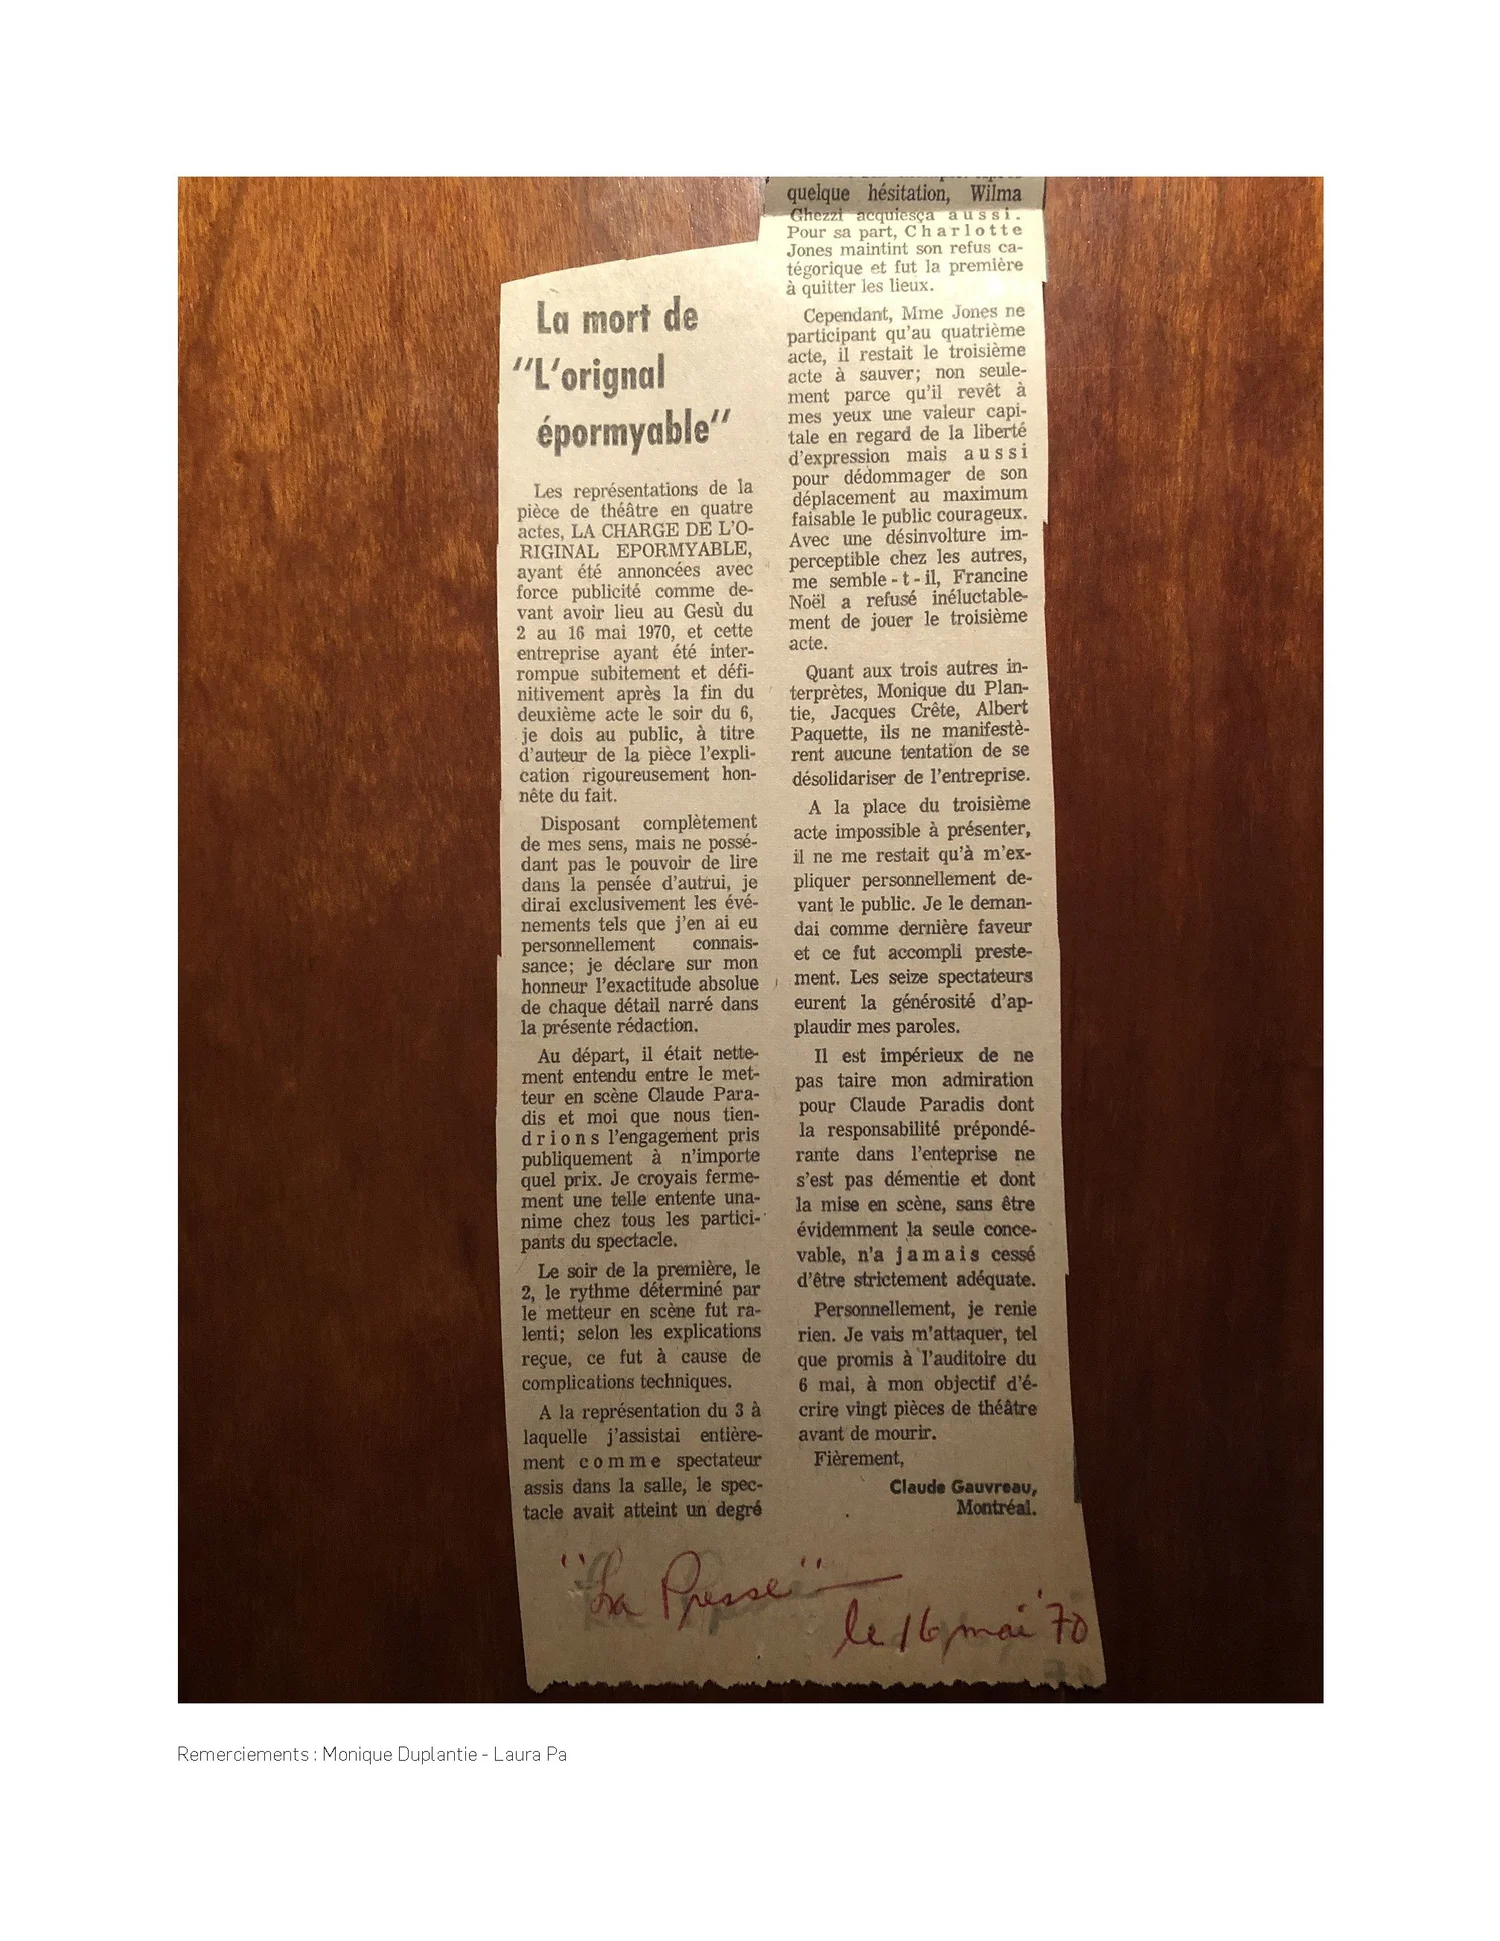 La mort de
"L'orignal
épormyable"
Les représentations de la
pièce de théâtre en quatre
actes, LA CHARGE DE L'O-
RIGINAL EPORMYABLE,
ayant été annoncées avec
force publicité comme de-
vant avoir lieu au Gesù du
2 au 16 mai 1970, et cette
entreprise ayant été inter-
rompue subitement et défi-
nitivement après la fin du
deuxième acte le soir du 6,
je dois au public, à titre
d'auteur de la pièce l'expli-
cation rigoureusement hon-
nête du fait.
Disposant complètement
de mes sens, mais ne possé-
dant pas le pouvoir de lire
dans la pensée d'autrui, je
dirai exclusivement les évé-
nements tels que j'en ai eu
personnellement connais-
sance; je déclare sur mon
honneur l'exactitude absolue
de chaque détail narré dans
la présente rédaction.
Au départ, il était nette-
ment entendu entre le met-
teur en scène Claude Para-
dis et moi que nous tien-
drions l'engagement pris
publiquement à n'importe
quel prix. Je croyais ferme-
ment une telle entente una-
nime chez tous les partici-
pants du spectacle.
Le soir de la première, le
2, le rythme déterminé par
le metteur en scène fut ra-
lenti; selon les explications
reçue, ce fut à cause de
complications techniques.
A la représentation du 3 à
laquelle j'assistai entière-
ment comme spectateur
assis dans la salle, le spec-
tacle avait atteint un degré
quelque hésitation, Wilma
Ghezzi acquiesça aussi.
Pour sa part, Charlotte
Jones maintint son refus ca-
tégorique et fut la première
à quitter les lieux.
Cependant, Mme Jones ne
participant qu'au quatrième
acte, il restait le troisième
acte à sauver; non seule-
ment parce qu'il revêt à
mes yeux une valeur capi-
tale en regard de la liberté
d'expression mais aussi
pour dédommager de son
déplacement au maximum
faisable le public courageux.
Avec une désinvolture im-
perceptible chez les autres,
me semble-t-il, Francine
Noël a refusé inéluctable-
ment de jouer le troisième
acte.
Quant aux trois autres in-
terprètes, Monique du Plan-
tie, Jacques Crête, Albert
Paquette, ils ne manifestè-
rent aucune tentation de se
désolidariser de l'entreprise.
A la place du troisième
acte impossible à présenter,
il ne me restait qu'à m'ex-
pliquer personnellement de-
vant le public. Je le deman-
dai comme dernière faveur
et ce fut accompli preste-
ment. Les seize spectateurs
eurent la générosité d'ap-
plaudir mes paroles.
Il est impérieux de ne
pas taire mon admiration
pour Claude Paradis dont
la responsabilité prépondé-
rante dans l'enteprise ne
s'est pas démentie et dont
la mise en scène, sans être
évidemment la seule conce-
vable, n'a jamais cessé
d'être strictement adéquate.
Personnellement, je renie
rien. Je vais m'attaquer, tel
que promis à l'auditoire du
6 mai, à mon objectif d'é-
crire vingt pièces de théâtre
avant de mourir.
Fièrement,
Claude Gauvreau,
Montréal.
"La Presse"
le 16 mai '70
Remerciements : Monique Duplantie - Laura Pa